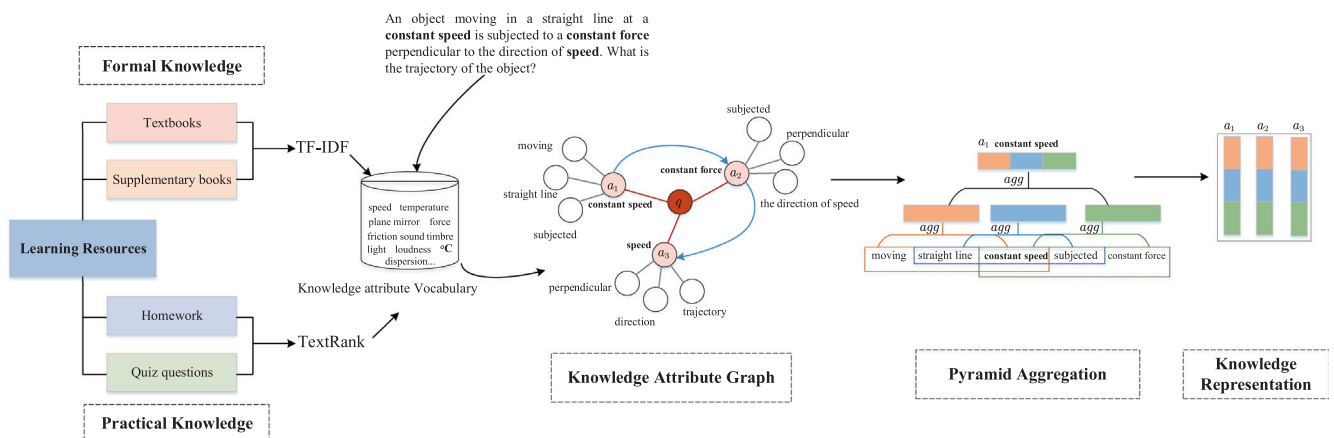 An object moving in a straight line at a
constant speed is subjected to a constant force
perpendicular to the direction of speed. What is
the trajectory of the object?
Formal Knowledge
Textbooks
Supplementary books
TF-IDF
Learning Resources
Homework
Quiz questions
TextRank
Practical Knowledge
speed temperature
plane mirror force
friction sound timbre
light loudness °C
dispersion...
Knowledge attribute Vocabulary
moving
straight line
subjected
a1
constant speed
subjected
perpendicular
constant force
a2
the direction of speed
q
speed
a3
perpendicular
direction
trajectory
Knowledge Attribute Graph
a1 constant speed
agg
agg
agg
agg
moving
straight line
constant speed
subjected
constant force
Pyramid Aggregation
a1 a2 a3
Knowledge
Representation